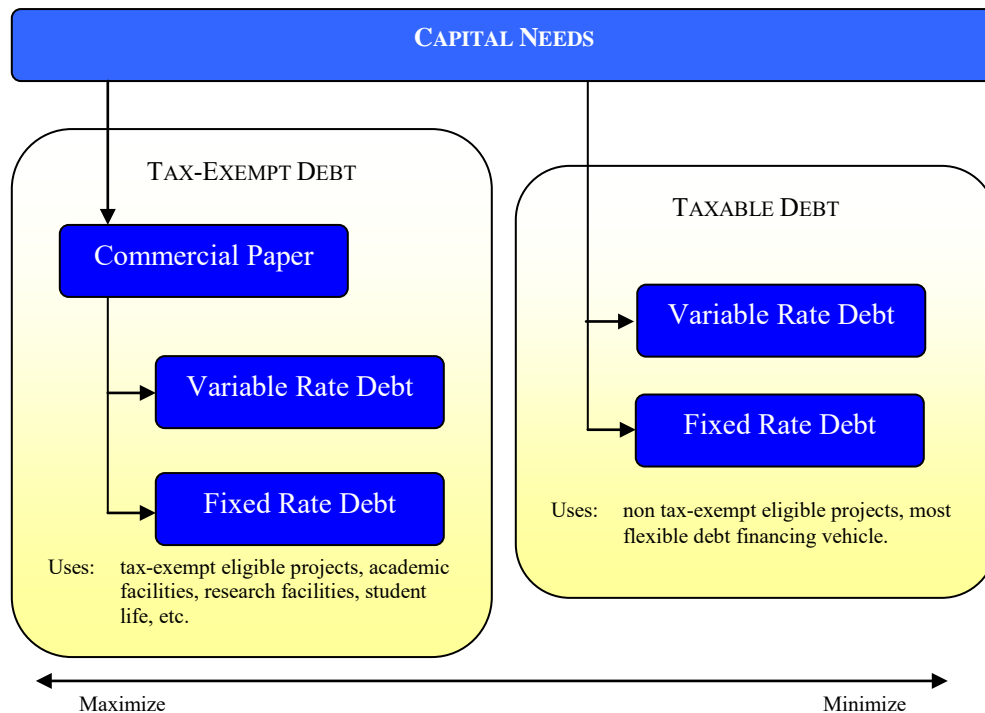 CAPITAL NEEDS
TAX-EXEMPT DEBT
Commercial Paper
Variable Rate Debt
Fixed Rate Debt
Uses: tax-exempt eligible projects, academic
facilities, research facilities, student
life, etc.
TAXABLE DEBT
Variable Rate Debt
Fixed Rate Debt
Uses: non tax-exempt eligible projects, most
flexible debt financing vehicle.
Maximize
Minimize